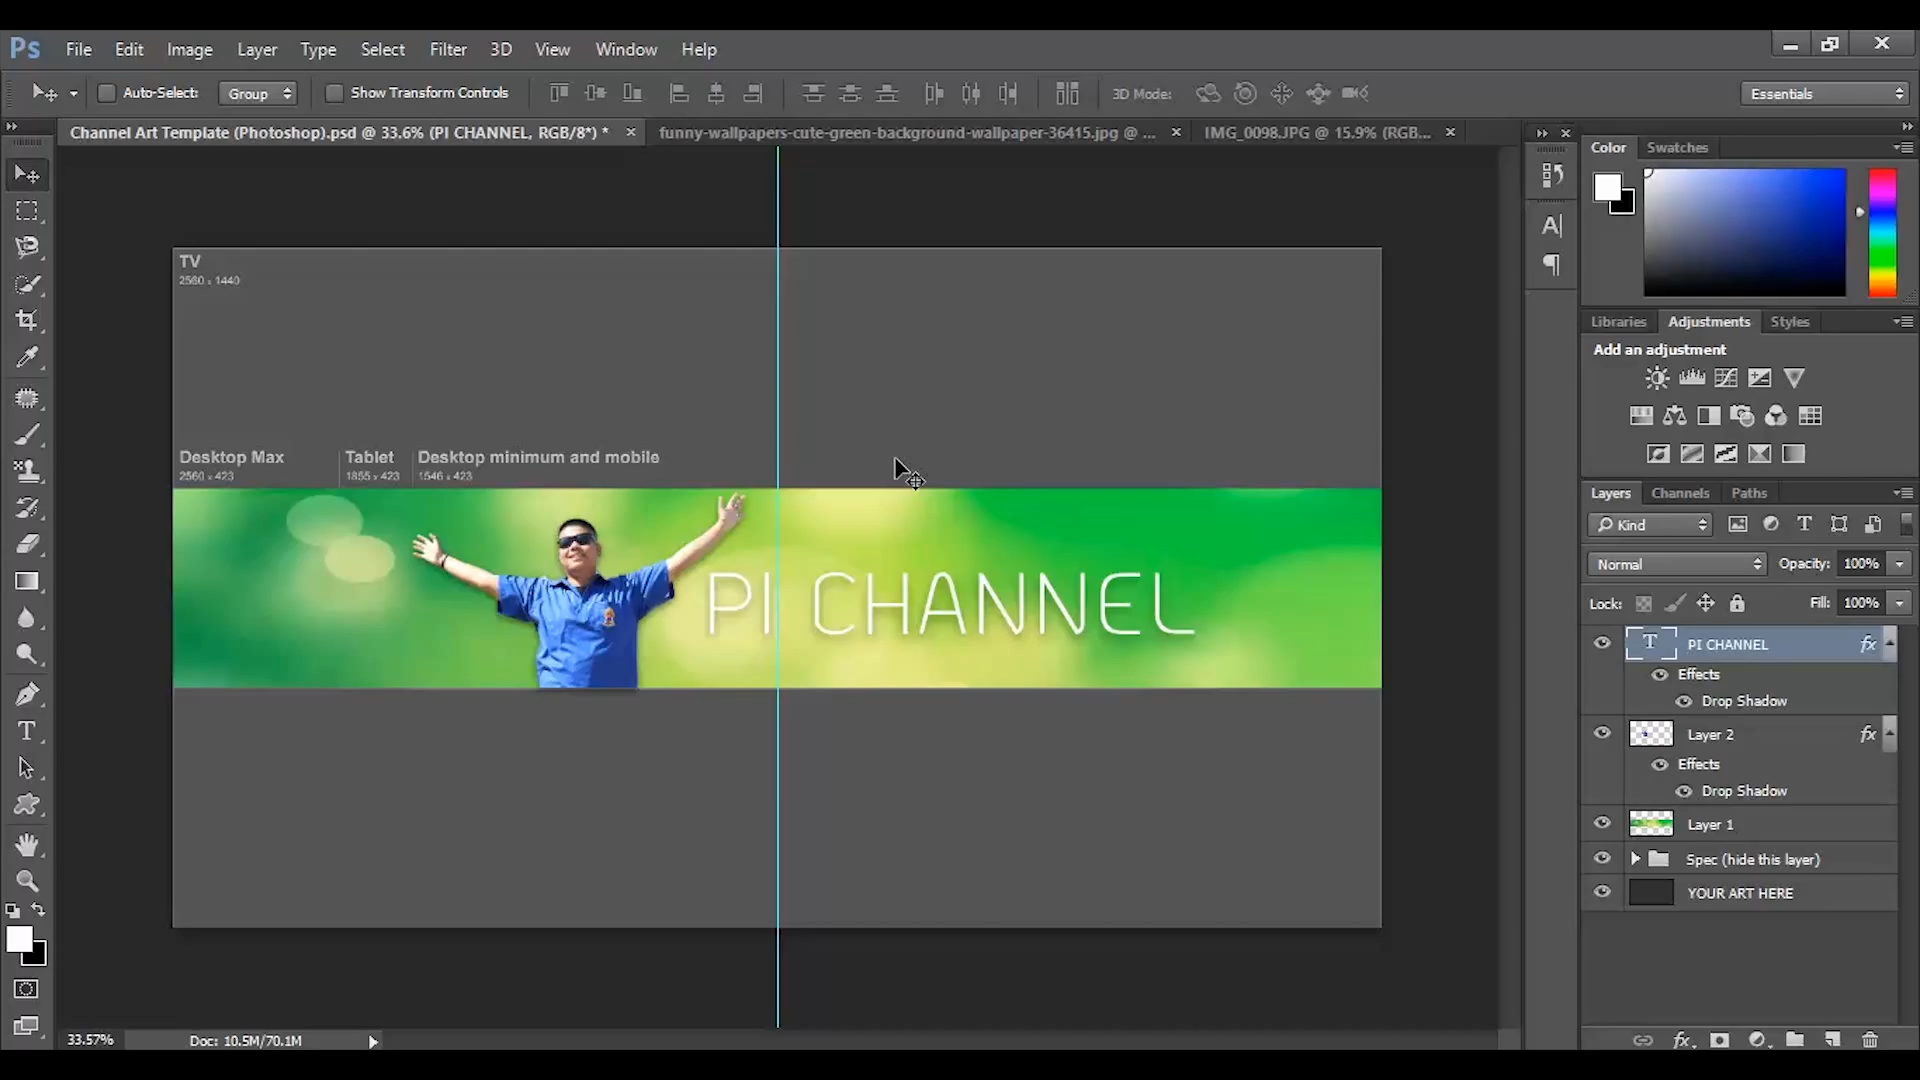 Ps File Edit Image Layer Type Select Filter 3D View Window Help
Auto-Select: Group Show Transform Controls 3D Mode: Essentials
Channel Art Template (Photoshop).psd @ 33.6% (PI CHANNEL, RGB/8*) * funny-wallpapers-cute-green-background-wallpaper-36415.jpg @ ... IMG_0098.JPG @ 15.9% (RGB...
Color Swatches
TV
2560 x 1440
Libraries Adjustments Styles
Add an adjustment
Desktop Max Tablet Desktop minimum and mobile
2560 x 423 1855 x 423 1546 x 423
PI CHANNEL
Layers Channels Paths
Kind
Normal Opacity: 100%
Lock: Fill: 100%
T PI CHANNEL fx
Effects
Drop Shadow
Layer 2 fx
Effects
Drop Shadow
Layer 1
Spec (hide this layer)
YOUR ART HERE
33.57% Doc: 10.5M/70.1M